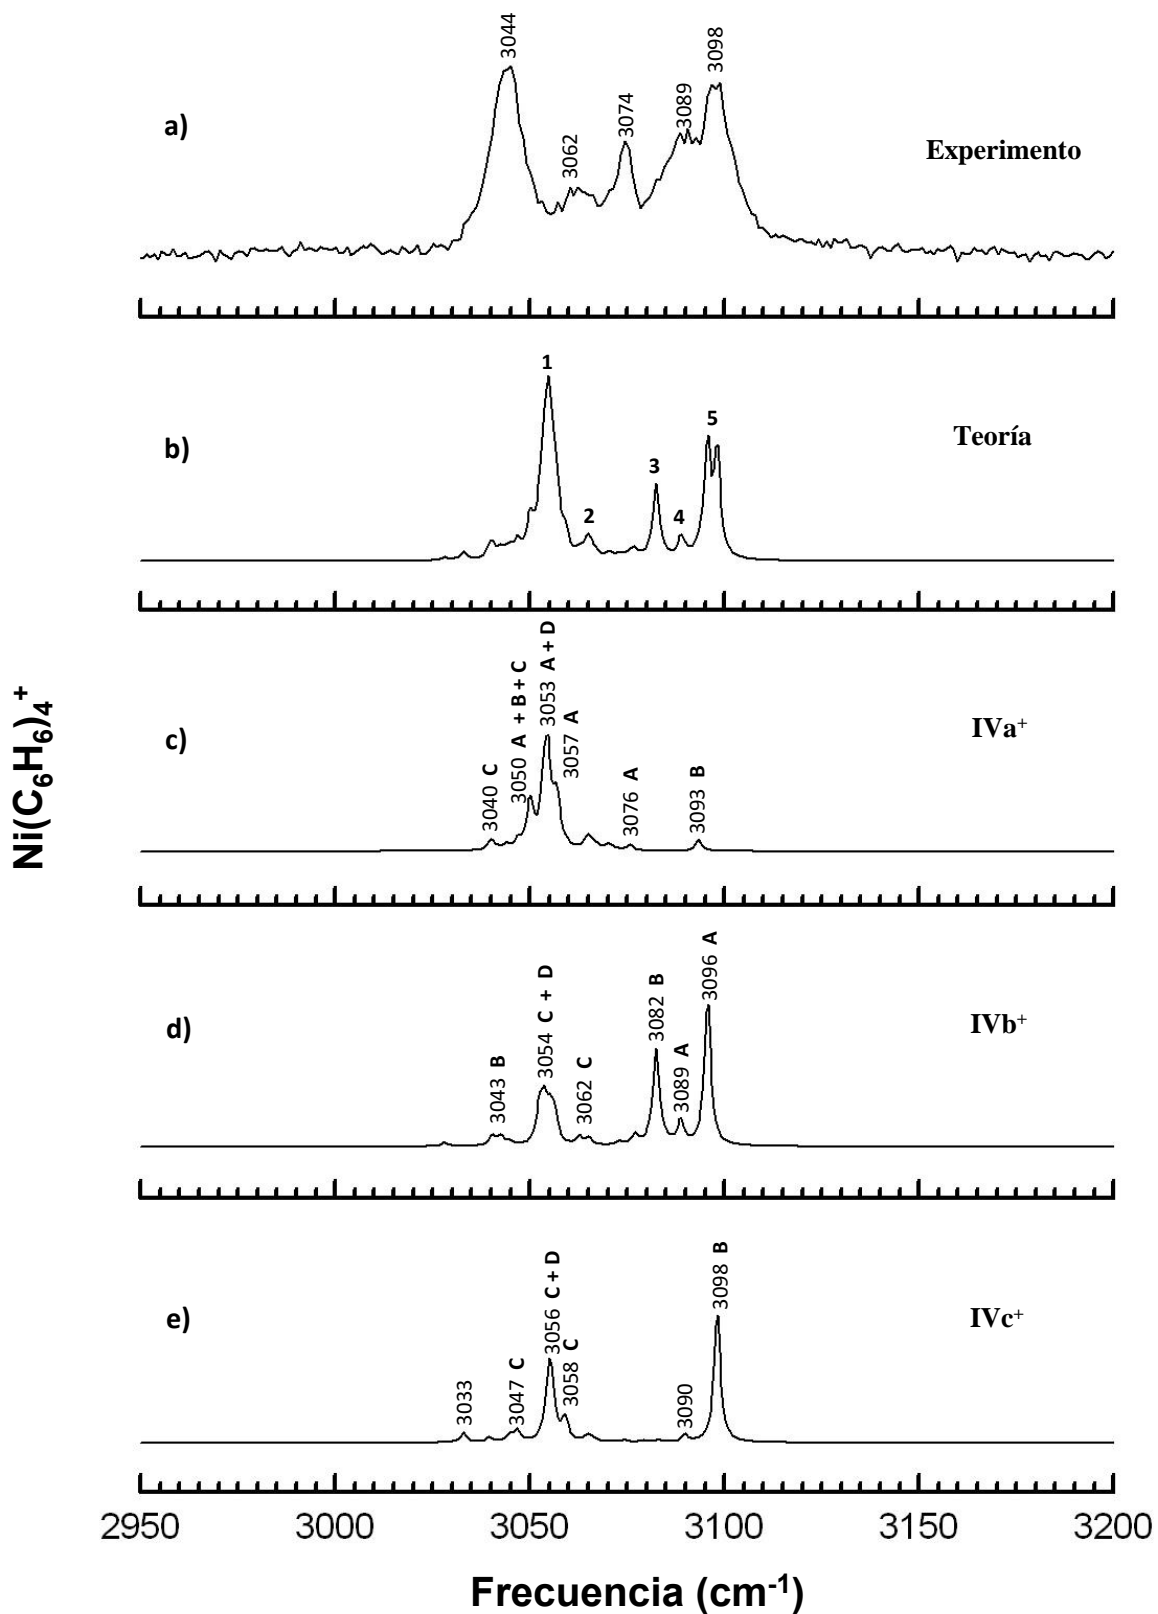 Ni(C6H6)4+
a)
3044
3062
3074
3089
3098
Experimento
b)
1
2
3
4
5
Teoría
c)
3040 C
3050 A + B + C
3053 A + D
3057 A
3076 A
3093 B
IVa+
d)
3043 B
3054 C + D
3062 C
3082 B
3089 A
3096 A
IVb+
e)
3033
3047 C
3056 C + D
3058 C
3090
3098 B
IVc+
2950 3000 3050 3100 3150 3200
Frecuencia (cm-1)